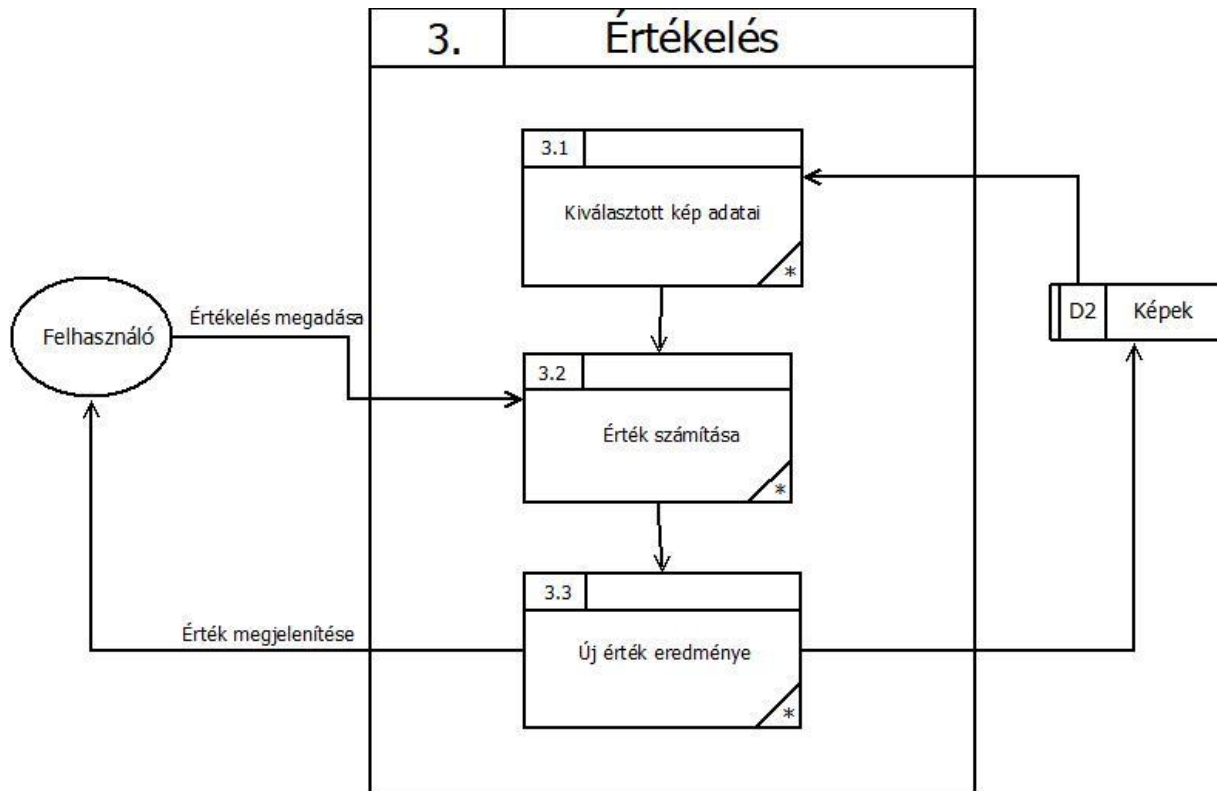 3.
Értékelés
3.1
Kiválasztott kép adatai
*
D2
Képek
Értékelés megadása
Felhasználó
3.2
Érték számítása
*
3.3
Érték megjelenítése
Új érték eredménye
*